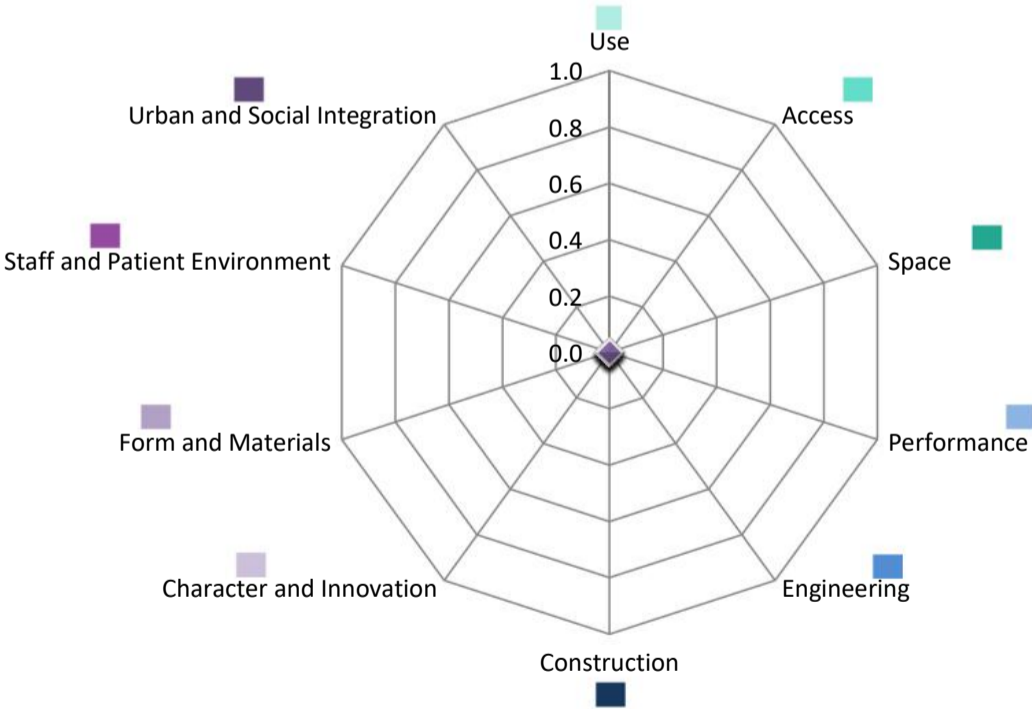 Use
1.0
Urban and Social Integration
Access
0.8
0.6
0.4
Staff and Patient Environment
Space
0.2
0.0
Form and Materials
Performance
Character and Innovation
Engineering
Construction